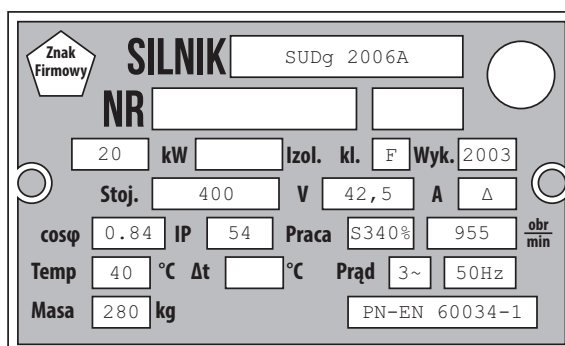 Znak
Firmowy
SILNIK SUDg 2006A
NR
20 kW Izol. kl. F Wyk. 2003
Stoj. 400 V 42,5 A Δ
cosφ 0.84 IP 54 Praca S340% 955 obr/min
Temp 40 °C Δt °C Prąd 3~ 50Hz
Masa 280 kg PN-EN 60034-1